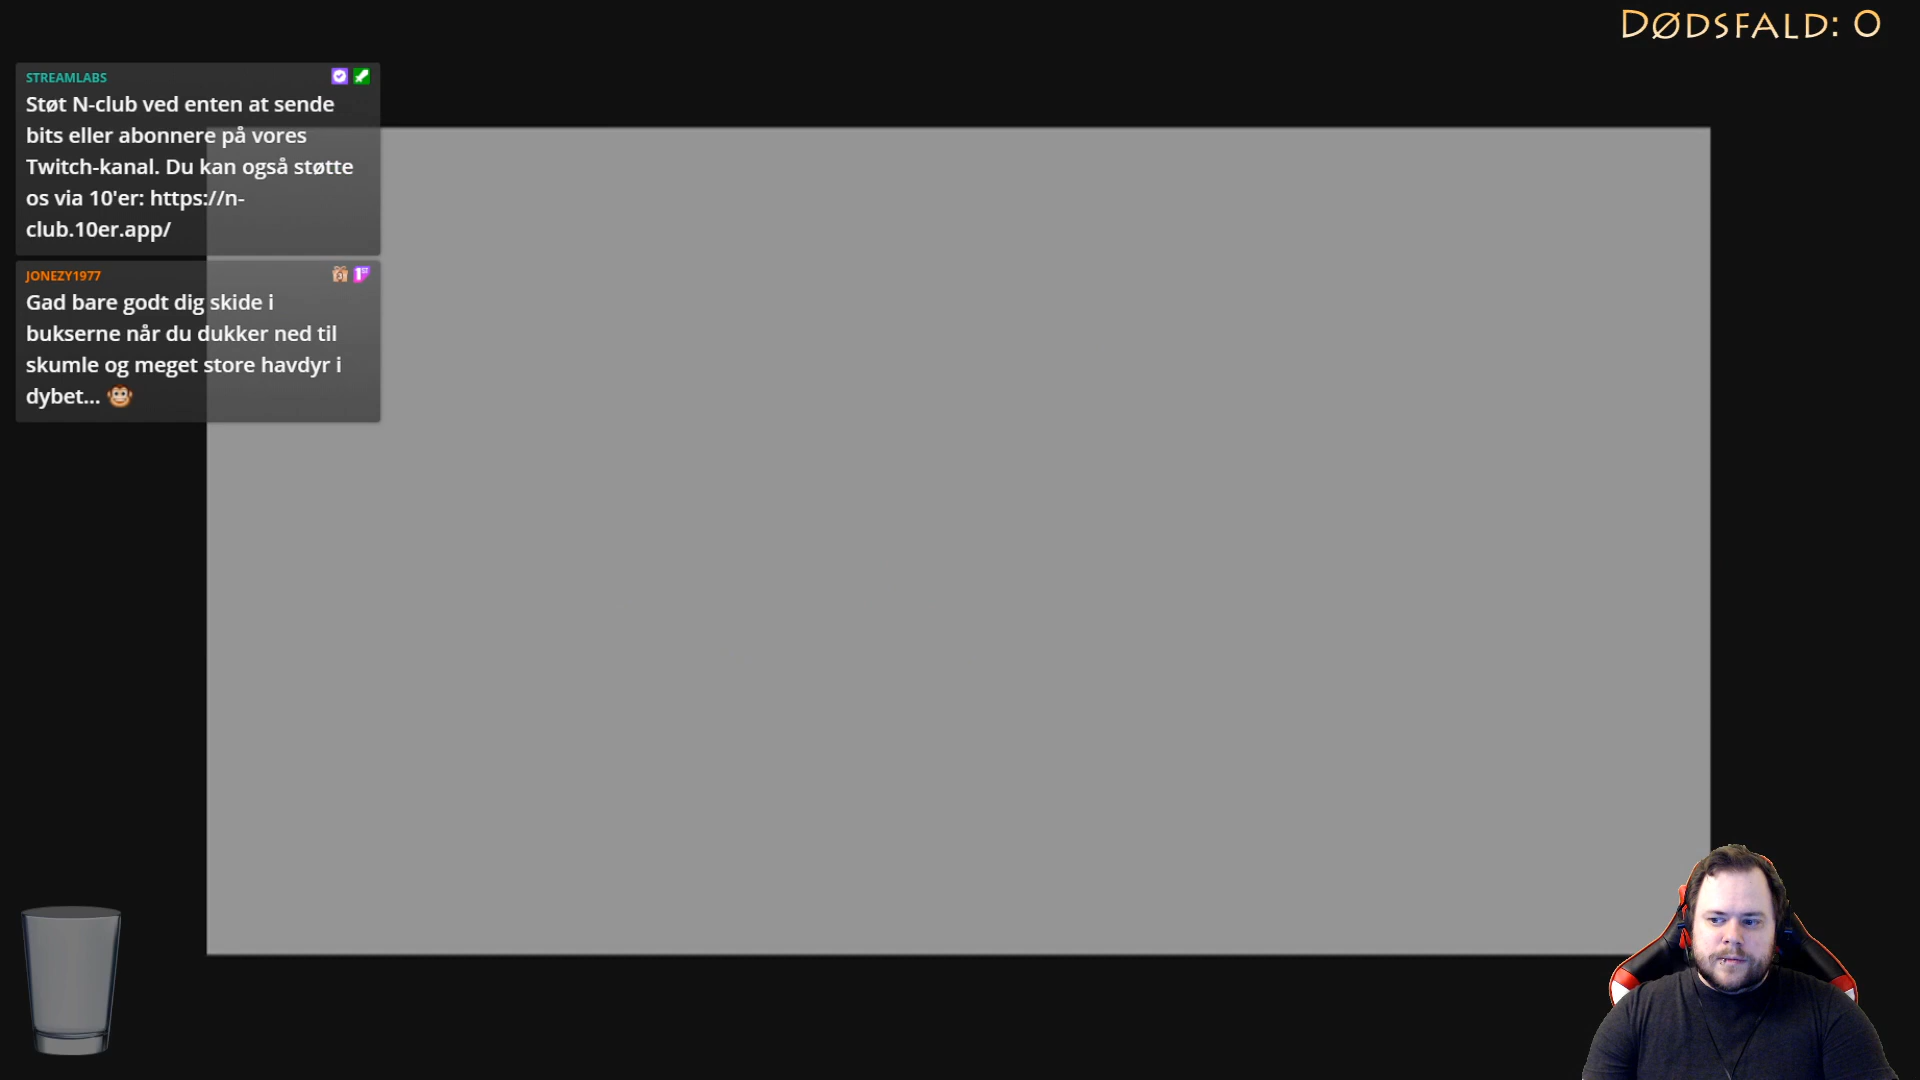 Dødsfald: 0
STREAMLABS
Støt N-club ved enten at sende
bits eller abonnere på vores
Twitch-kanal. Du kan også støtte
os via 10'er: https://n-
club.10er.app/
JONEZY1977
Gad bare godt dig skide i
bukserne når du dukker ned til
skumle og meget store havdyr i
dybet... 🐵